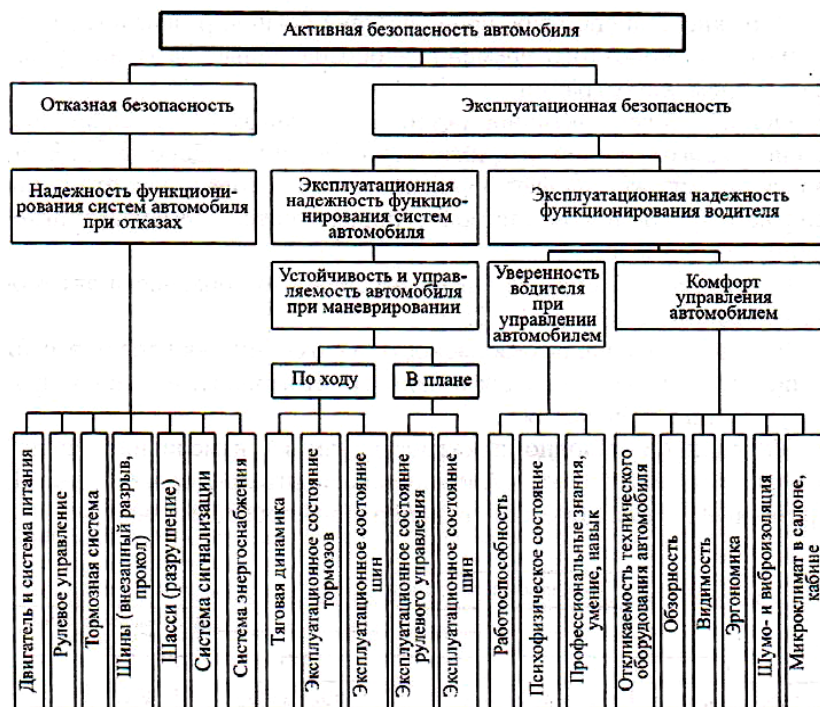 Активная безопасность автомобиля
Отказная безопасность
Эксплуатационная безопасность
Надежность функциони-
рования систем автомобиля
при отказах
Эксплуатационная
надежность функцио-
нирования систем
автомобиля
Эксплуатационная надежность
функционирования водителя
Устойчивость и управ-
ляемость автомобиля
при маневрировании
Уверенность
водителя при
управлении
автомобилем
Комфорт
управления
автомобилем
По ходу
В плане
Двигатель и система питания
Рулевое управление
Тормозная система
Шины (внезапный разрыв,
прокол)
Шасси (разрушение)
Система сигнализации
Система энергоснабжения
Тяговая динамика
Эксплуатационное состояние
тормозов
Эксплуатационное состояние
шин
Эксплуатационное состояние
рулевого управления
Эксплуатационное состояние
шин
Работоспособность
Психофизическое состояние
Профессиональные знания,
умение, навык
Откликаемость технического
оборудования автомобиля
Обзорность
Видимость
Эргономика
Шумо- и виброизоляция
Микроклимат в салоне,
кабине